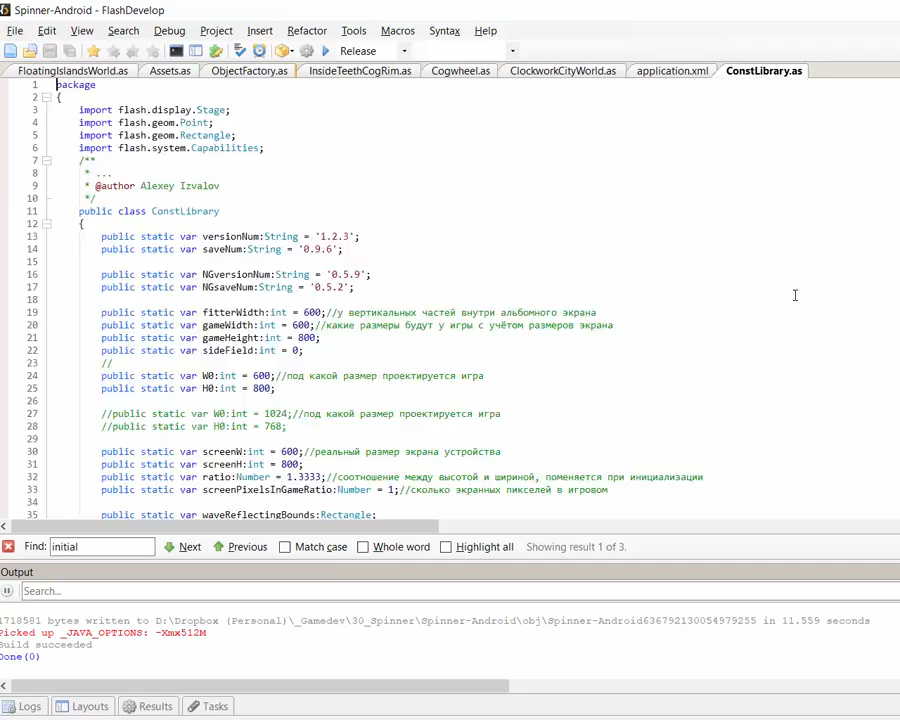 Spinner-Android - FlashDevelop
File Edit View Search Debug Project Insert Refactor Tools Macros Syntax Help
Release
FloatingIslandsWorld.as Assets.as ObjectFactory.as InsideTeethCogRim.as Cogwheel.as ClockworkCityWorld.as application.xml ConstLibrary.as
1 package
2 {
3 import flash.display.Stage;
4 import flash.geom.Point;
5 import flash.geom.Rectangle;
6 import flash.system.Capabilities;
7 /**
8 * ...
9 * @author Alexey Izvalov
10 */
11 public class ConstLibrary
12 {
13 public static var versionNum:String = '1.2.3';
14 public static var saveNum:String = '0.9.6';
15
16 public static var NGversionNum:String = '0.5.9';
17 public static var NGsaveNum:String = '0.5.2';
18
19 public static var fitterWidth:int = 600;//у вертикальных частей внутри альбомного экрана
20 public static var gameWidth:int = 600;//какие размеры будут у игры с учётом размеров экрана
21 public static var gameHeight:int = 800;
22 public static var sideField:int = 0;
23 //
24 public static var W0:int = 600;//под какой размер проектируется игра
25 public static var H0:int = 800;
26
27 //public static var W0:int = 1024;//под какой размер проектируется игра
28 //public static var H0:int = 768;
29
30 public static var screenW:int = 600;//реальный размер экрана устройства
31 public static var screenH:int = 800;
32 public static var ratio:Number = 1.3333;//соотношение между высотой и шириной, поменяется при инициализации
33 public static var screenPixelsInGameRatio:Number = 1;//сколько экранных пикселей в игровом
34
35 public static var waveReflectingBounds:Rectangle;
Find: initial Next Previous Match case Whole word Highlight all Showing result 1 of 3.
Output
Search...
1718581 bytes written to D:\Dropbox (Personal)\_Gamedev\30_Spinner\Spinner-Android\obj\Spinner-Android636792130054979255 in 11.559 seconds
Picked up _JAVA_OPTIONS: -Xmx512M
Build succeeded
Done(0)
Logs Layouts Results Tasks